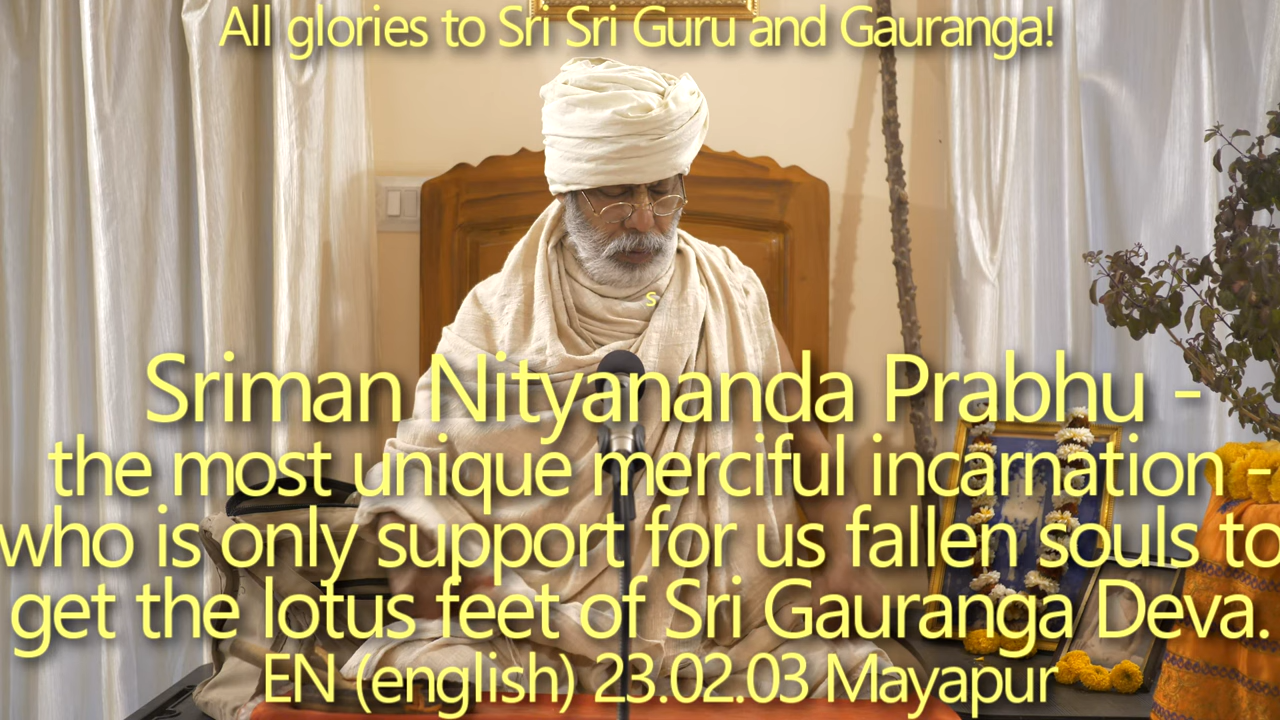 All glories to Sri Sri Guru and Gauranga!
s
Sriman Nityananda Prabhu -
the most unique merciful incarnation -
who is only support for us fallen souls to
get the lotus feet of Sri Gauranga Deva.
EN (english) 23.02.03 Mayapur